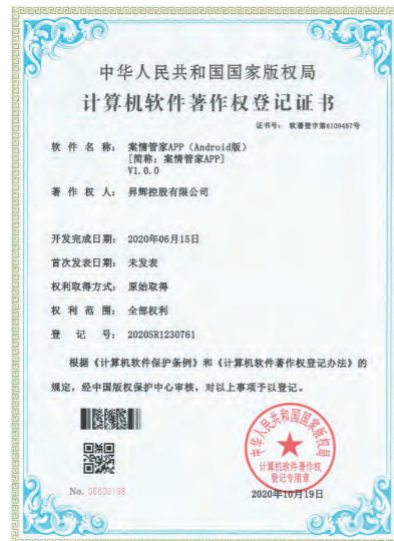 中华人民共和国国家版权局
计算机软件著作权登记证书
证书号： 软著登字第6109487号
软件名称： 案情管家APP（Android版）
[简称：案情管家APP]
V1.0.0
著作权人： 昇辉控股有限公司
开发完成日期： 2020年06月15日
首次发表日期： 未发表
权利取得方式： 原始取得
权利范围： 全部权利
登记号： 2020SR1230761
根据《计算机软件保护条例》和《计算机软件著作权登记办法》的
规定，经中国版权保护中心审核，对以上事项予以登记。
中华人民共和国国家版权局
计算机软件著作权
登记专用章
No.
2020年10月19日